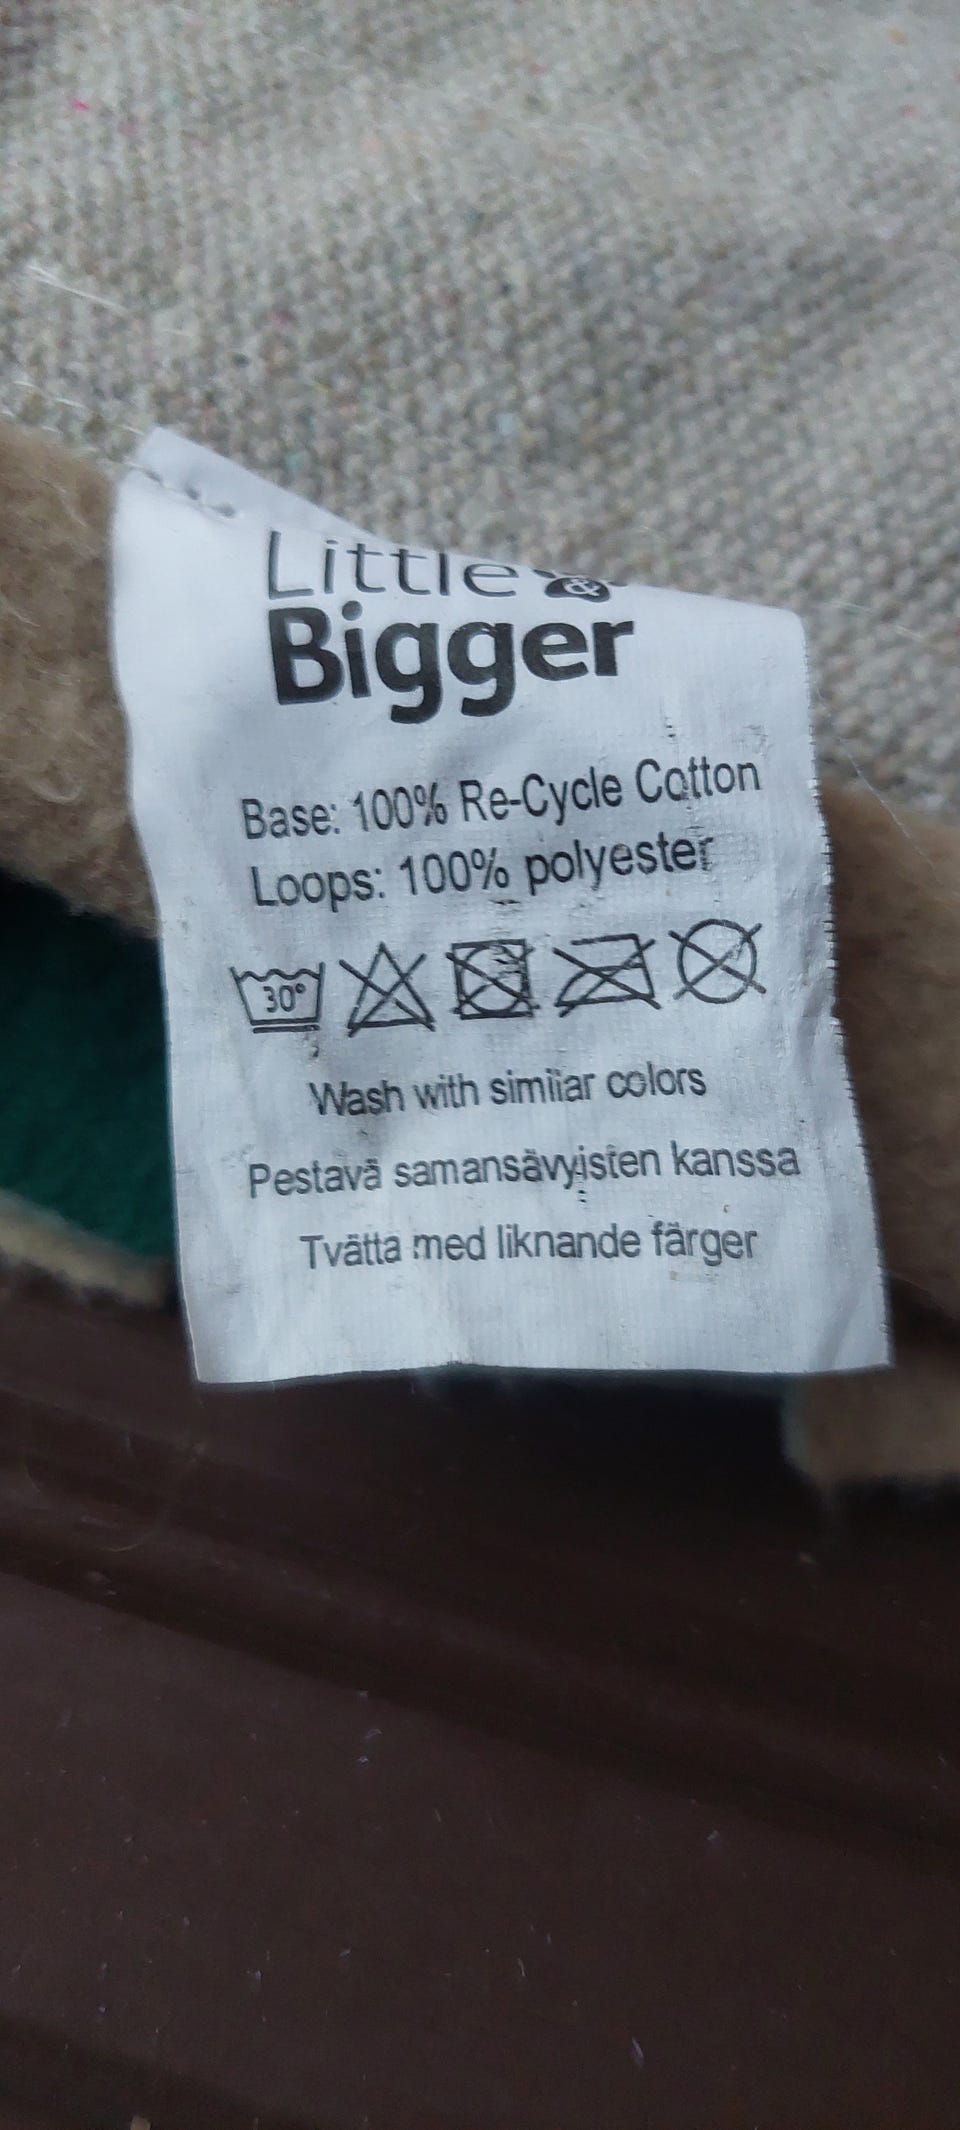 Little &
Bigger
Base: 100% Re-Cycle Cotton
Loops: 100% polyester
30°
Wash with similar colors
Pestavä samansävyisten kanssa
Tvätta med liknande färger